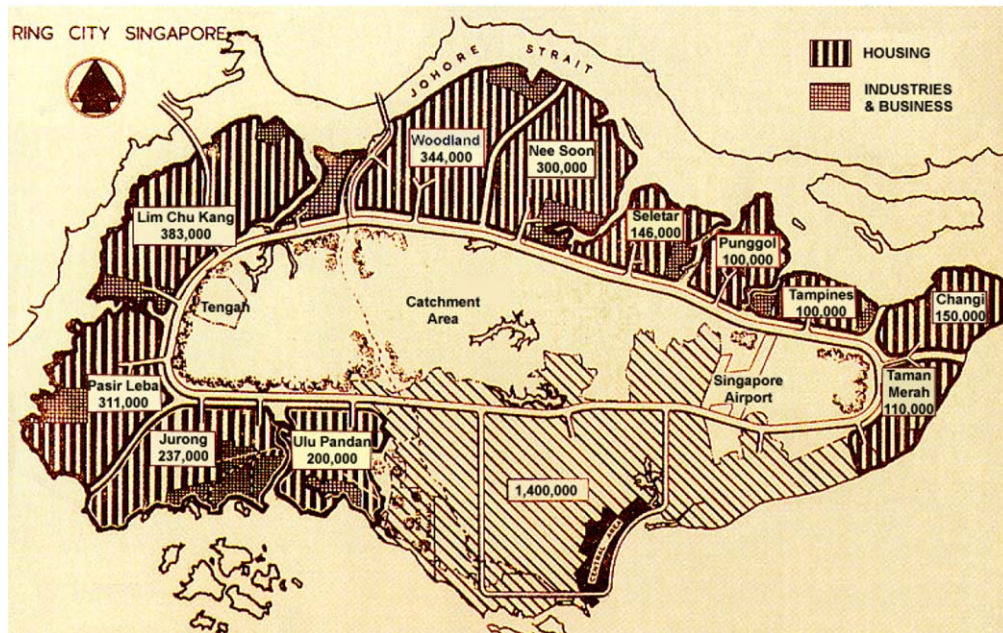 RING CITY SINGAPORE
JOHORE STRAIT
HOUSING
INDUSTRIES
& BUSINESS
Woodland
344,000
Nee Soon
300,000
Lim Chu Kang
383,000
Seletar
146,000
Punggol
100,000
Tampines
100,000
Changi
150,000
Tengah
Catchment
Area
Pasir Leba
311,000
Singapore
Airport
Taman
Merah
110,000
Jurong
237,000
Ulu Pandan
200,000
1,400,000
CENTRAL AREA